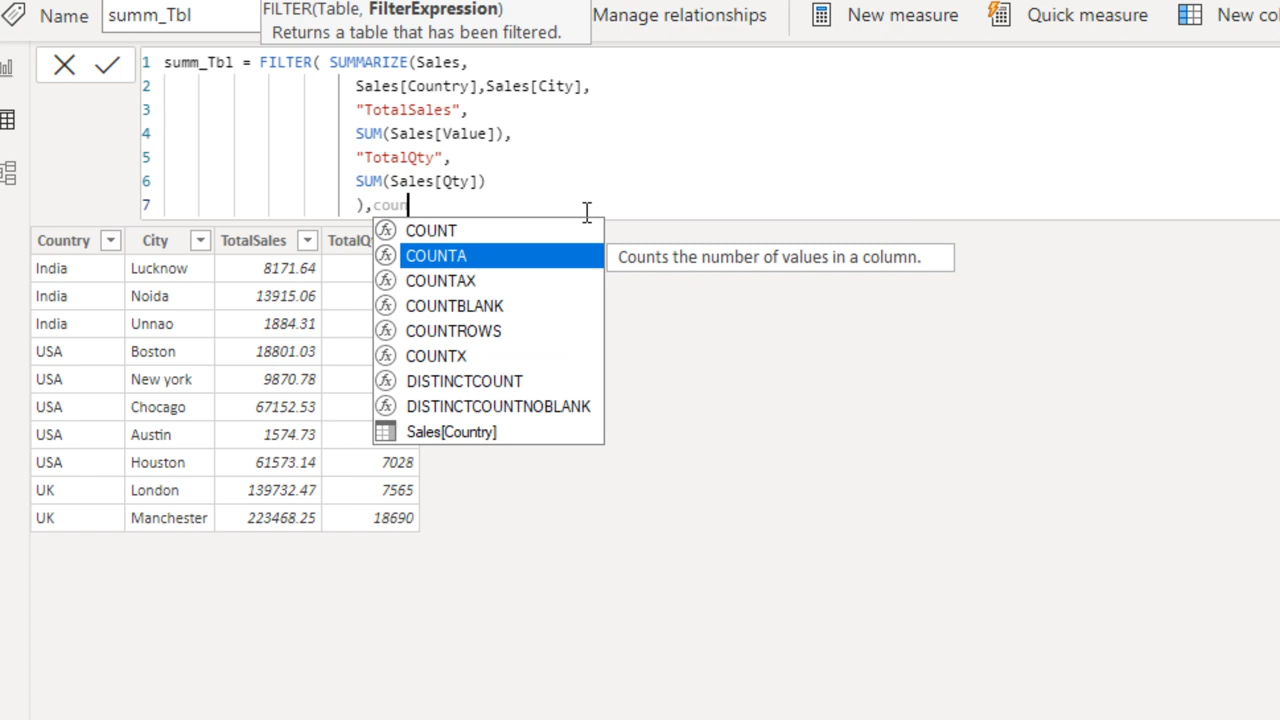 FILTER(Table, FilterExpression)
Returns a table that has been filtered.
Name summ_Tbl Manage relationships New measure Quick measure New
1 summ_Tbl = FILTER( SUMMARIZE(Sales,
2 Sales[Country],Sales[City],
3 "TotalSales",
4 SUM(Sales[Value]),
5 "TotalQty",
6 SUM(Sales[Qty])
7 ),coun
COUNT
COUNTA Counts the number of values in a column.
COUNTAX
COUNTBLANK
COUNTROWS
COUNTX
DISTINCTCOUNT
DISTINCTCOUNTNOBLANK
Sales[Country]
Country City TotalSales
India Lucknow 8171.64
India Noida 13915.06
India Unnao 1884.31
USA Boston 18801.03
USA New york 9870.78
USA Chocago 67152.53
USA Austin 1574.73
USA Houston 61573.14 7028
UK London 139732.47 7565
UK Manchester 223468.25 18690